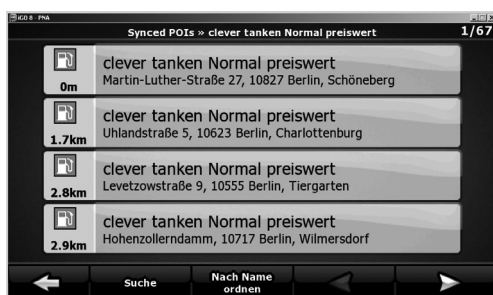 iGO 8 - PNA
Synced POIs » clever tanken Normal preiswert
1/67
clever tanken Normal preiswert
Martin-Luther-Straße 27, 10827 Berlin, Schöneberg
0m
clever tanken Normal preiswert
Uhlandstraße 5, 10623 Berlin, Charlottenburg
1.7km
clever tanken Normal preiswert
Levetzowstraße 9, 10555 Berlin, Tiergarten
2.8km
clever tanken Normal preiswert
Hohenzollerndamm, 10717 Berlin, Wilmersdorf
2.9km
Suche
Nach Name
ordnen